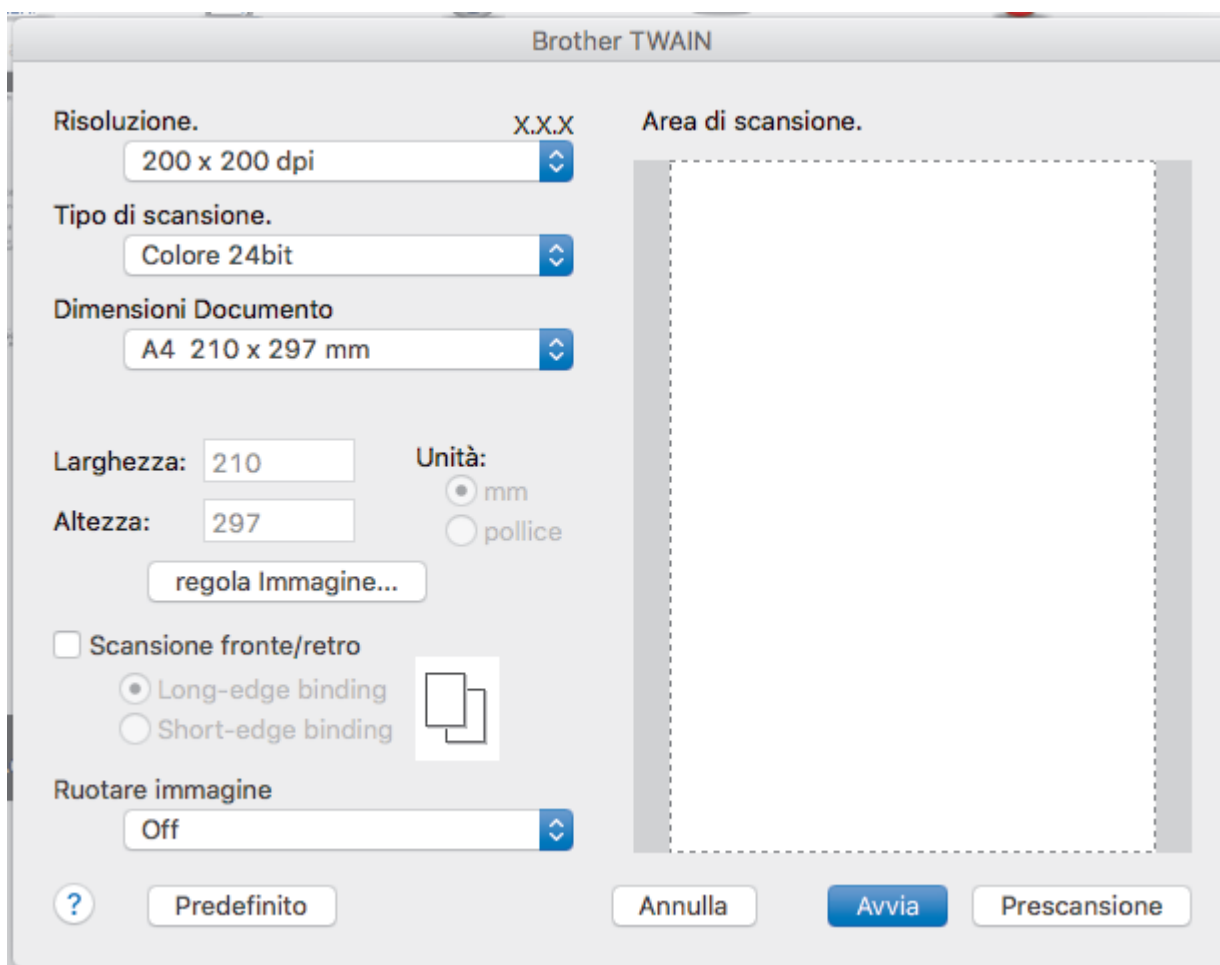 Brother TWAIN
Risoluzione.
X.X.X
200 x 200 dpi
Tipo di scansione.
Colore 24bit
Dimensioni Documento
A4 210 x 297 mm
Larghezza: 210
Altezza: 297
Unità:
mm
pollice
regola Immagine...
Scansione fronte/retro
Long-edge binding
Short-edge binding
Ruotare immagine
Off
? Predefinito
Area di scansione.
Annulla Avvia Prescansione